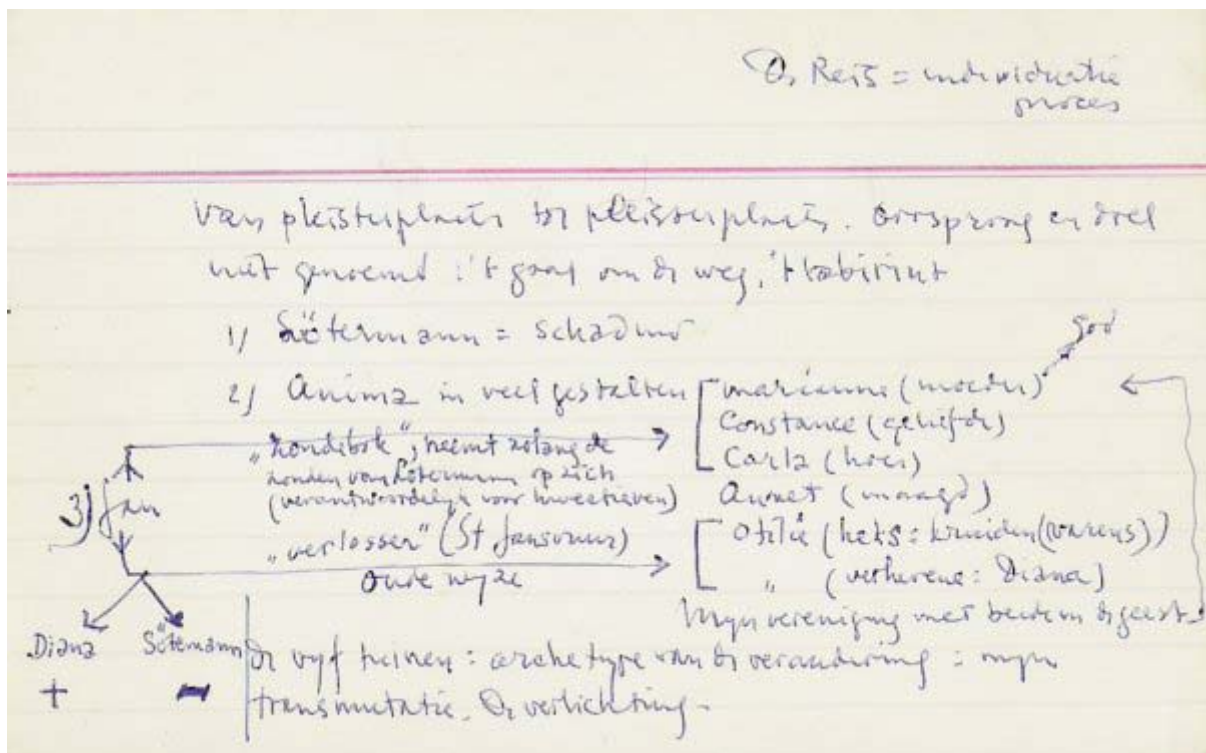 De Reis = individuatie
proces
Van pleisterplaats tot pleisterplaats. Oorsprong en doel
niet genoemd : 't gaat om de weg, 't labirint
1) Sötemann = schaduw
god
2) Anima in veel gestalten
Marianne (moeder)
Constance (geliefde)
Carla (hoer)
Annet (maagd)
3) Jan
"zondebok", neemt zolang de
zonden van Sötemann op zich
(verantwoordelijk voor invectieven)
"verlosser" (St Jansvuur)
Oude wijze
Otilie (heks : kruiden (varens))
" (verhevene : Diana)
Mijn vereniging met beiden in de geest.
Diana
Sötemann
+
-
De vijf treinen : archetype van de verandering = mijn
transmutatie. De verlichting.